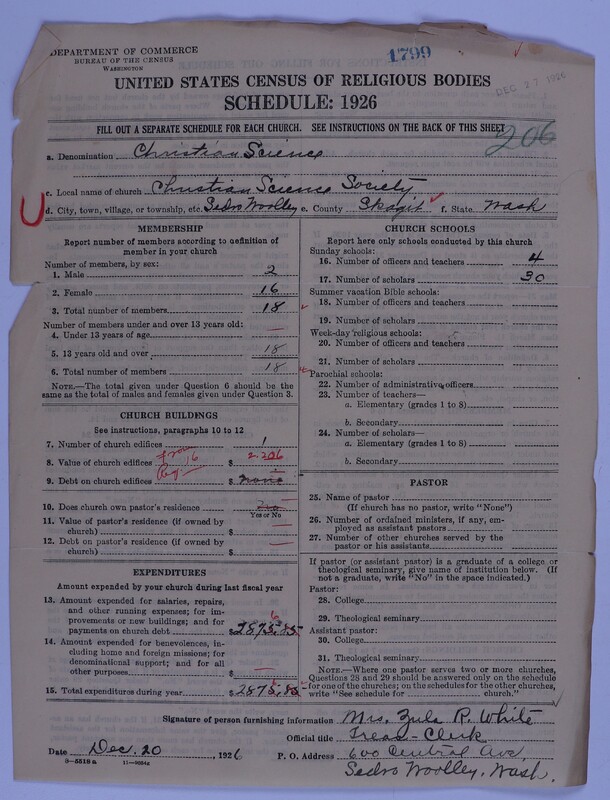 DEPARTMENT OF COMMERCE
BUREAU OF THE CENSUS
WASHINGTON
1799
DEC 27 1926
UNITED STATES CENSUS OF RELIGIOUS BODIES
SCHEDULE: 1926
FILL OUT A SEPARATE SCHEDULE FOR EACH CHURCH. SEE INSTRUCTIONS ON THE BACK OF THIS SHEET
206
a. Denomination Christian Science
c. Local name of church Christian Science Society
d. City, town, village, or township, etc. Sedro Woolley e. County Skagit f. State Wash
MEMBERSHIP
Report number of members according to definition of
member in your church
Number of members, by sex:
1. Male 2
2. Female 16
3. Total number of members 18
Number of members under and over 13 years old:
4. Under 13 years of age —
5. 13 years old and over 18
6. Total number of members 18
NOTE.—The total given under Question 6 should be
same as the total of males and females given under Question 3.
CHURCH BUILDINGS
See instructions, paragraphs 10 to 12
7. Number of church edifices 1
8. Value of church edifices $ 2.206
16
9. Debt on church edifices $ none
10. Does church own pastor's residence no
Yes or No
11. Value of pastor's residence (if owned by
church) $ —
12. Debt on pastor's residence (if owned by
church) $ —
EXPENDITURES
Amount expended by your church during last fiscal year
13. Amount expended for salaries, repairs,
and other running expenses; for im-
provements or new buildings; and for
payments on church debt $ 2875.85
6
14. Amount expended for benevolences, in-
cluding home and foreign missions; for
denominational support; and for all
other purposes $ —
15. Total expenditures during year $ 2875.85
CHURCH SCHOOLS
Report here only schools conducted by this church
Sunday schools:
16. Number of officers and teachers 4
17. Number of scholars 30
Summer vacation Bible schools:
18. Number of officers and teachers
19. Number of scholars
Week-day religious schools:
20. Number of officers and teachers
21. Number of scholars
Parochial schools:
22. Number of administrative officers
23. Number of teachers—
a. Elementary (grades 1 to 8)
b. Secondary
24. Number of scholars—
a. Elementary (grades 1 to 8)
b. Secondary
PASTOR
25. Name of pastor
(If church has no pastor, write "None")
26. Number of ordained ministers, if any, em-
ployed as assistant pastors
27. Number of other churches served by the
pastor or his assistants
If pastor (or assistant pastor) is a graduate of a college or
theological seminary, give name of institution below. (If
not a graduate, write "No" in the space indicated.)
Pastor:
28. College
29. Theological seminary
Assistant pastor:
30. College
31. Theological seminary
NOTE.—Where one pastor serves two or more churches,
Questions 28 and 29 should be answered only on the schedule
for one of the churches; on the schedules for the other churches,
write "See schedule for church."
Signature of person furnishing information Mrs. Zula R. White
Official title Treas-Clerk
Date Dec. 20, 1926 P. O. Address 600 Central Ave,
Sedro Woolley, Wash.